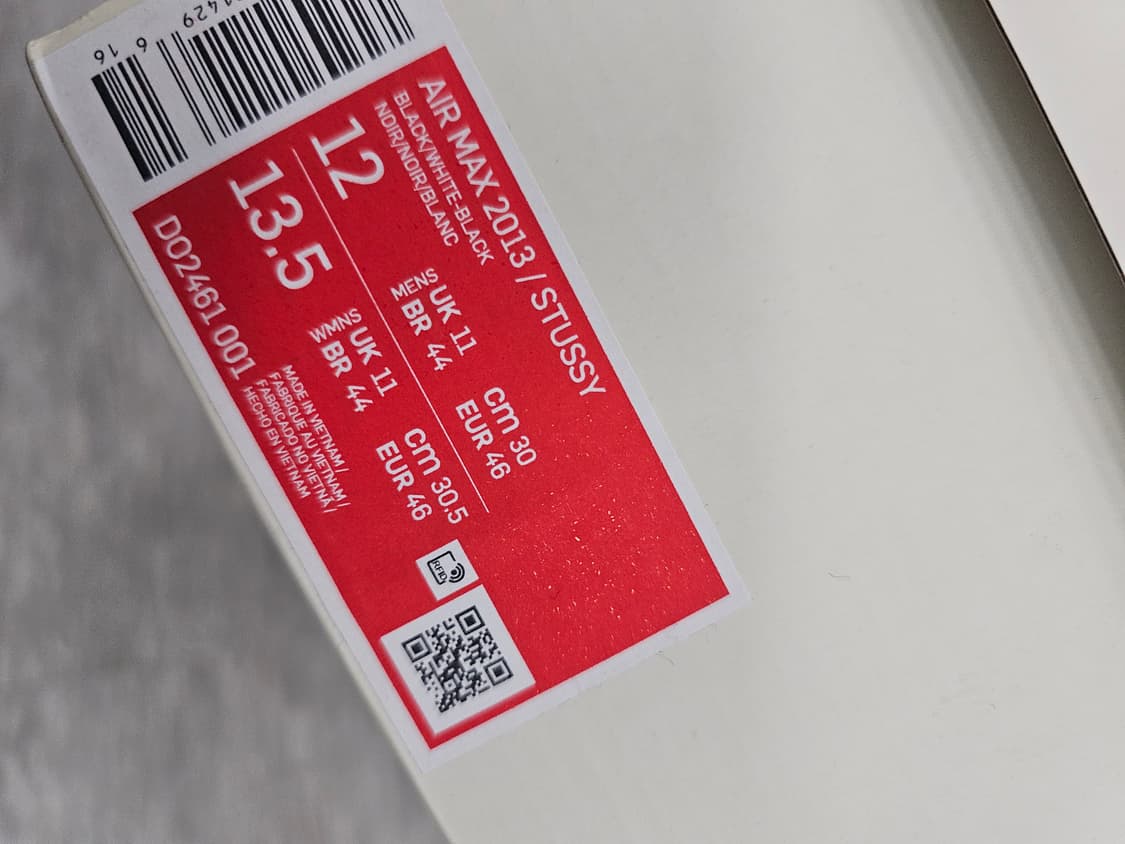 AIR MAX 2013 / STUSSY
BLACK/WHITE-BLACK
NOIR/NOIR/BLANC
12
MENS UK 11 cm 30
BR 44 EUR 46
13.5
WMNS UK 11 cm 30.5
BR 44 EUR 46
DO2461 001
MADE IN VIETNAM /
FABRIQUE AU VIETNAM /
FABRICADO NO VIETNÃ /
HECHO EN VIETNAM
RFID
1429 6 16